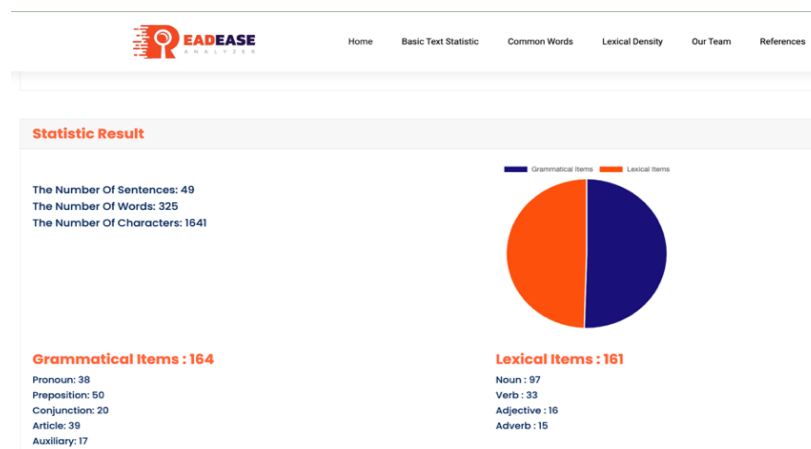 READEASE
ANALYZER
Home Basic Text Statistic Common Words Lexical Density Our Team References
Statistic Result
Grammatical Items Lexical Items
The Number Of Sentences: 49
The Number Of Words: 325
The Number Of Characters: 1641
Grammatical Items : 164
Pronoun: 38
Preposition: 50
Conjunction: 20
Article: 39
Auxiliary: 17
Lexical Items : 161
Noun : 97
Verb : 33
Adjective : 16
Adverb : 15